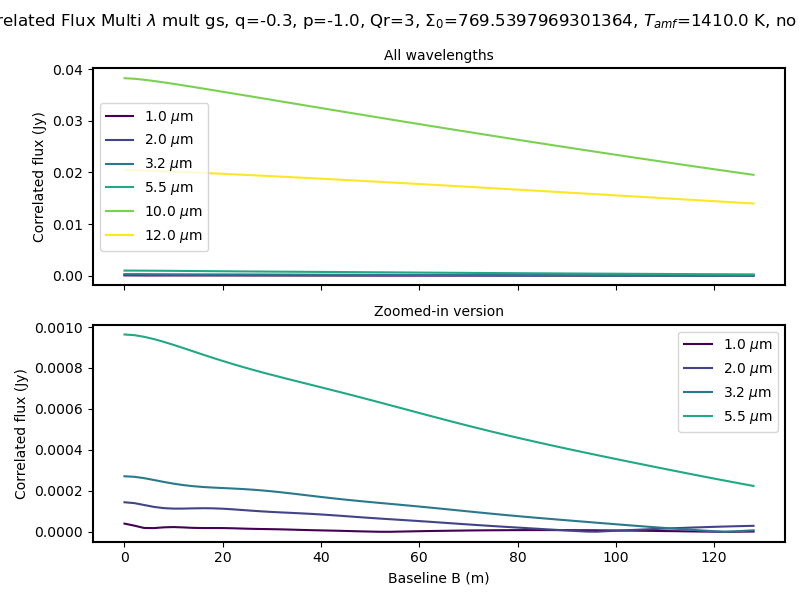 related Flux Multi λ mult gs, q=-0.3, p=-1.0, Qr=3, Σ₀=769.5397969301364, T_amf=1410.0 K, no
All wavelengths
0.04
0.03
0.02
0.01
0.00
Correlated flux (Jy)
1.0 μm
2.0 μm
3.2 μm
5.5 μm
10.0 μm
12.0 μm
Zoomed-in version
0.0010
0.0008
0.0006
0.0004
0.0002
0.0000
Correlated flux (Jy)
1.0 μm
2.0 μm
3.2 μm
5.5 μm
0 20 40 60 80 100 120
Baseline B (m)